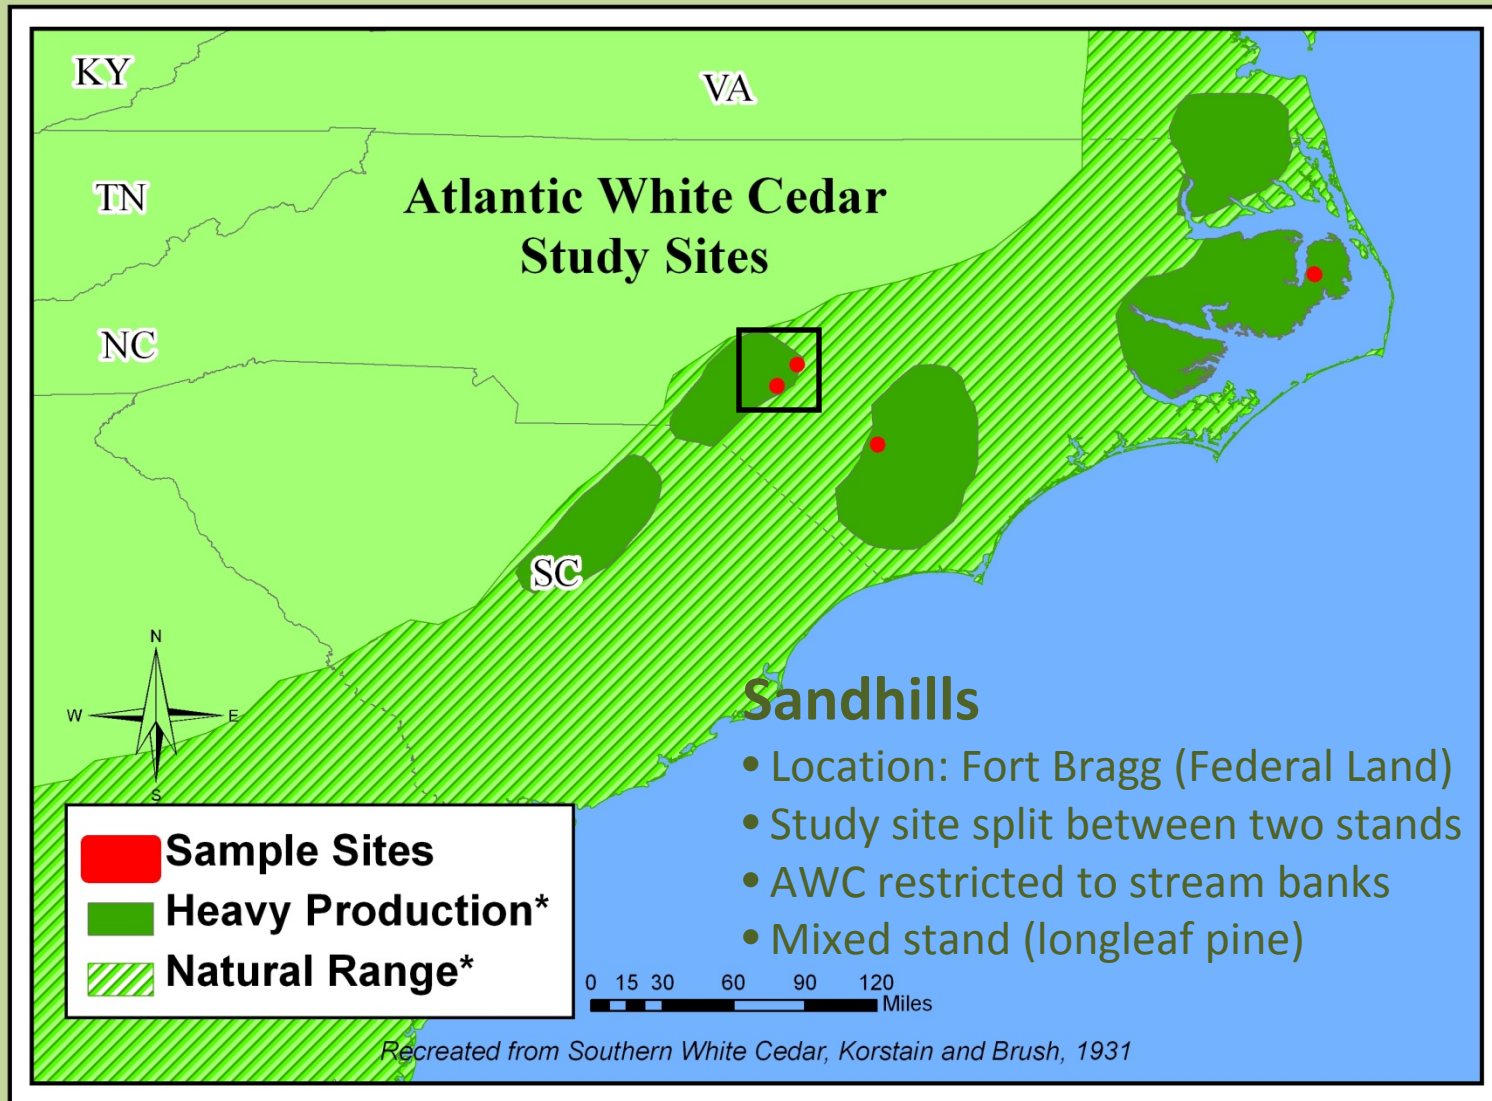 KY
VA
TN
Atlantic White Cedar
Study Sites
NC
SC
N
W E
S
Sandhills
• Location: Fort Bragg (Federal Land)
• Study site split between two stands
• AWC restricted to stream banks
• Mixed stand (longleaf pine)
Sample Sites
Heavy Production*
Natural Range*
0 15 30 60 90 120
Miles
Recreated from Southern White Cedar, Korstain and Brush, 1931